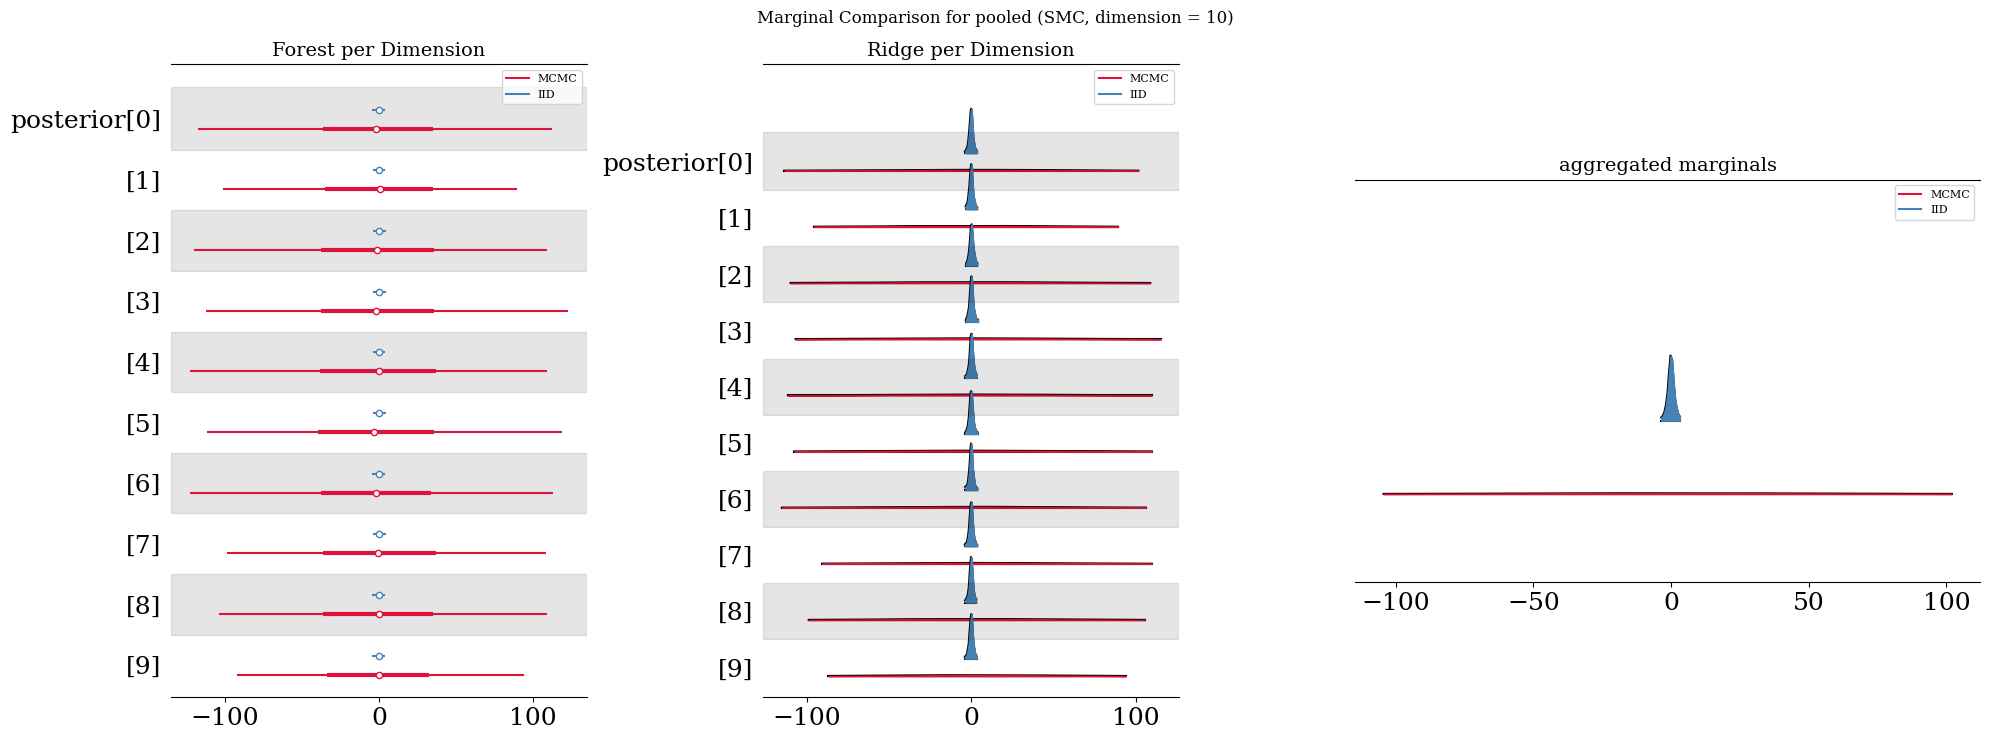 Marginal Comparison for pooled (SMC, dimension = 10)
Forest per Dimension
MCMC
IID
posterior[0]
[1]
[2]
[3]
[4]
[5]
[6]
[7]
[8]
[9]
−100 0 100
Ridge per Dimension
MCMC
IID
posterior[0]
[1]
[2]
[3]
[4]
[5]
[6]
[7]
[8]
[9]
−100 0 100
aggregated marginals
MCMC
IID
−100 −50 0 50 100